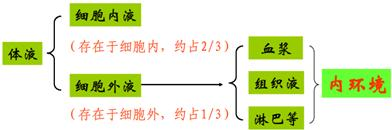 体液
细胞内液
(存在于细胞内，约占2/3)
细胞外液
(存在于细胞外，约占1/3)
血浆
组织液
淋巴等
内环境